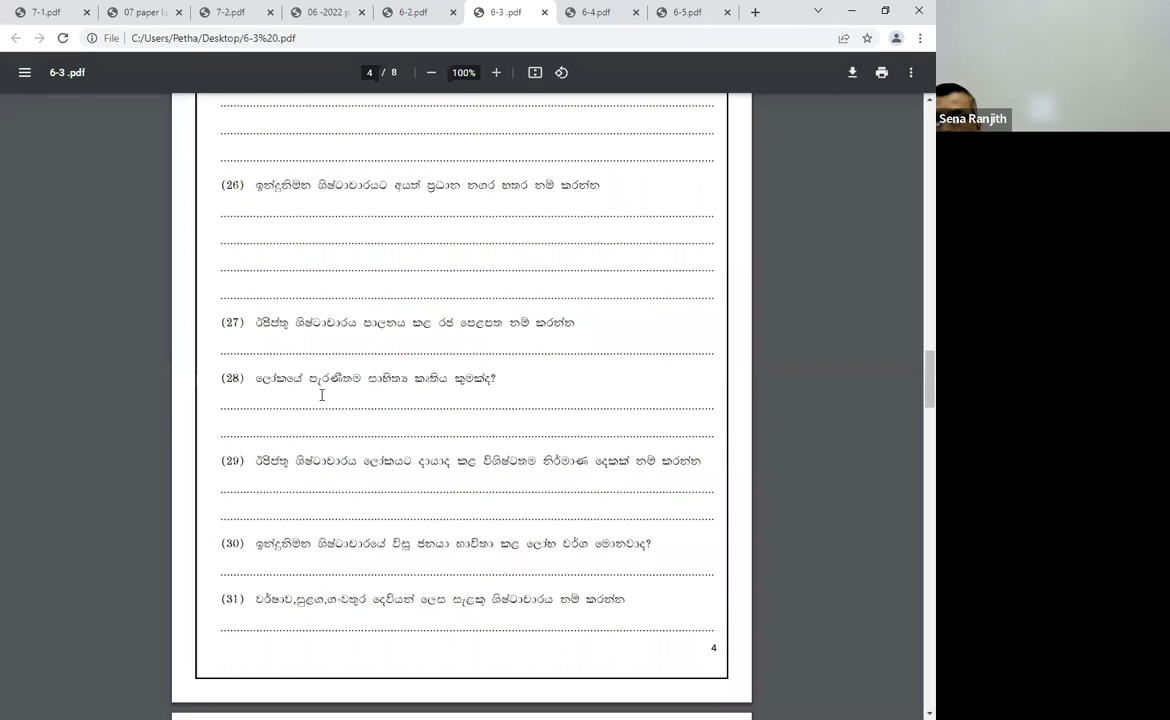 7-1.pdf
07 paper I.
7-2.pdf
06 -2022 p
6-2.pdf
6-3 .pdf
6-4.pdf
6-5.pdf
File C:/Users/Petha/Desktop/6-3%20.pdf
6-3 .pdf
4 / 8
100%
Sena Ranjith
(26) ඉන්දුනිම්න ශිෂ්ටාචාරයට අයත් ප්‍රධාන නගර හතර නම් කරන්න
(27) ඊජිප්තු ශිෂ්ටාචාරය පාලනය කළ රජ පෙළපත නම් කරන්න
(28) ලෝකයේ පැරණිතම සාහිත්‍ය කෘතිය කුමක්ද?
(29) ඊජිප්තු ශිෂ්ටාචාරය ලෝකයට දායාද කළ විශිෂ්ටතම නිර්මාණ දෙකක් නම් කරන්න
(30) ඉන්දුනිම්න ශිෂ්ටාචාරයේ විසූ ජනයා භාවිතා කළ ලෝහ වර්ග මොනවාද?
(31) වර්ෂාව,සුළග,ගංවතුර දෙවියන් ලෙස සැළකූ ශිෂ්ටාචාරය නම් කරන්න
4